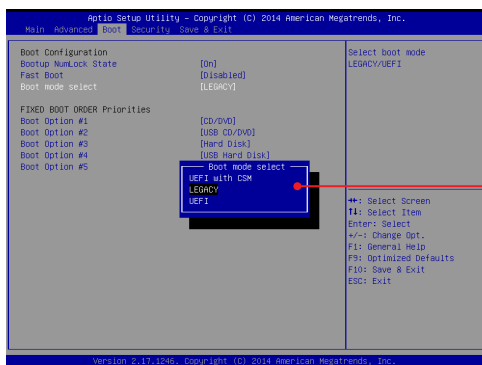 Aptio Setup Utility – Copyright (C) 2014 American Megatrends, Inc.
Main Advanced Boot Security Save & Exit
Boot Configuration
Bootup NumLock State [On]
Fast Boot [Disabled]
Boot mode select [LEGACY]
FIXED BOOT ORDER Priorities
Boot Option #1 [CD/DVD]
Boot Option #2 [USB CD/DVD]
Boot Option #3 [Hard Disk]
Boot Option #4 [USB Hard Disk]
Boot Option #5
Boot mode select
UEFI with CSM
LEGACY
UEFI
Select boot mode
LEGACY/UEFI
→←: Select Screen
↑↓: Select Item
Enter: Select
+/-: Change Opt.
F1: General Help
F9: Optimized Defaults
F10: Save & Exit
ESC: Exit
Version 2.17.1246. Copyright (C) 2014 American Megatrends, Inc.